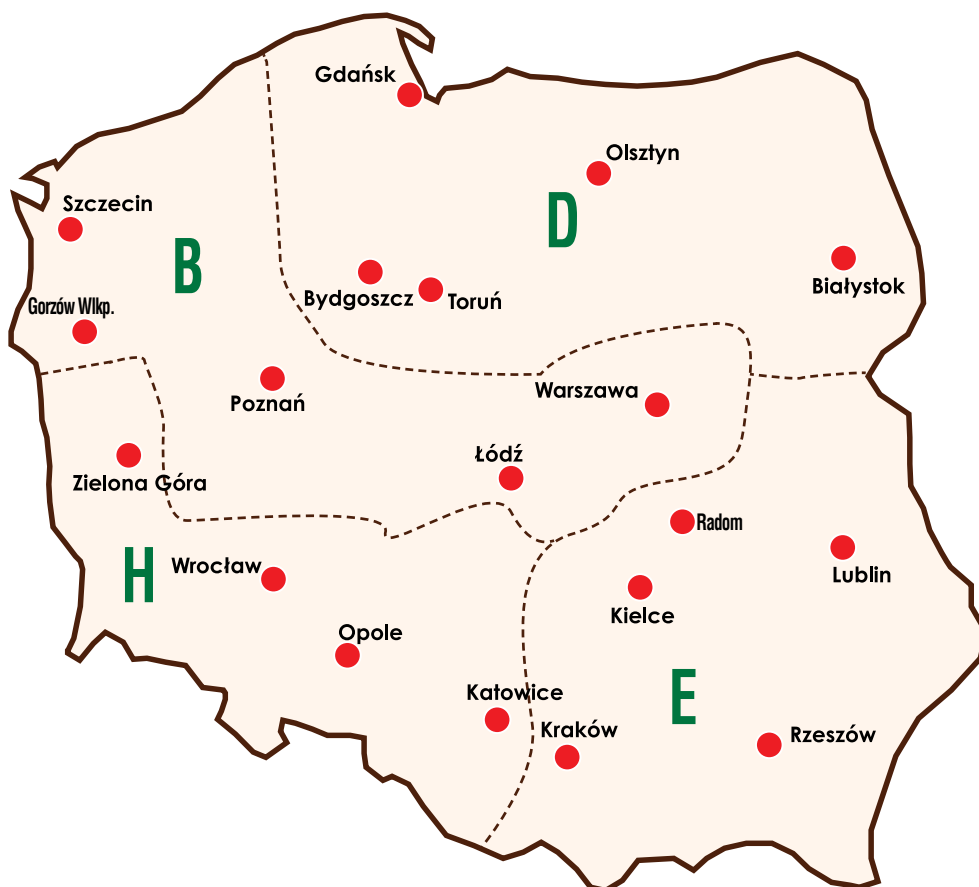 Gdańsk
Olsztyn
D
Szczecin
B
Białystok
Bydgoszcz
Toruń
Gorzów Wlkp.
Warszawa
Poznań
Łódź
Zielona Góra
Radom
H
Wrocław
Lublin
Kielce
Opole
E
Katowice
Kraków
Rzeszów